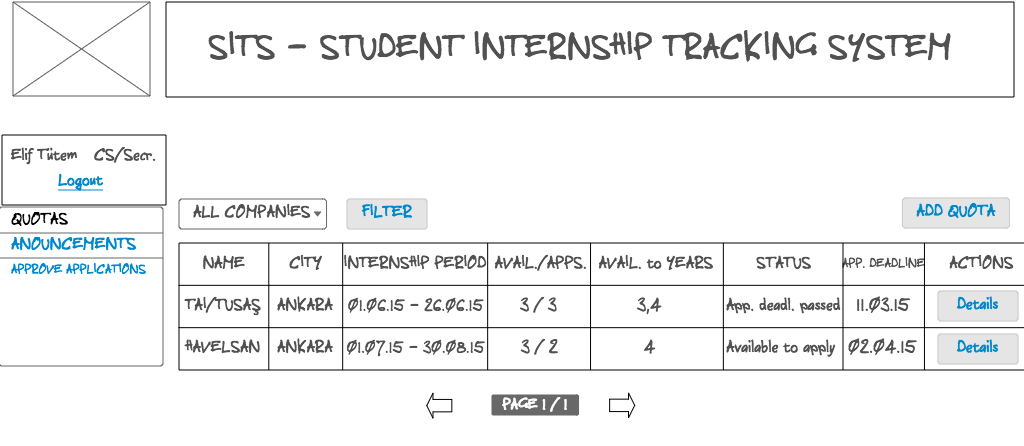 SITS - STUDENT INTERNSHIP TRACKING SYSTEM
Elif Tütem CS/Secr.
Logout
QUOTAS
ANOUNCEMENTS
APPROVE APPLICATIONS
ALL COMPANIES FILTER ADD QUOTA
NAME CITY INTERNSHIP PERIOD AVAIL./APPS. AVAIL. to YEARS STATUS APP. DEADLINE ACTIONS
TAI/TUSAŞ ANKARA 01.06.15 - 26.06.15 3 / 3 3,4 App. deadl. passed 11.03.15 Details
HAVELSAN ANKARA 01.07.15 - 30.08.15 3 / 2 4 Available to apply 02.04.15 Details
PAGE 1 / 1